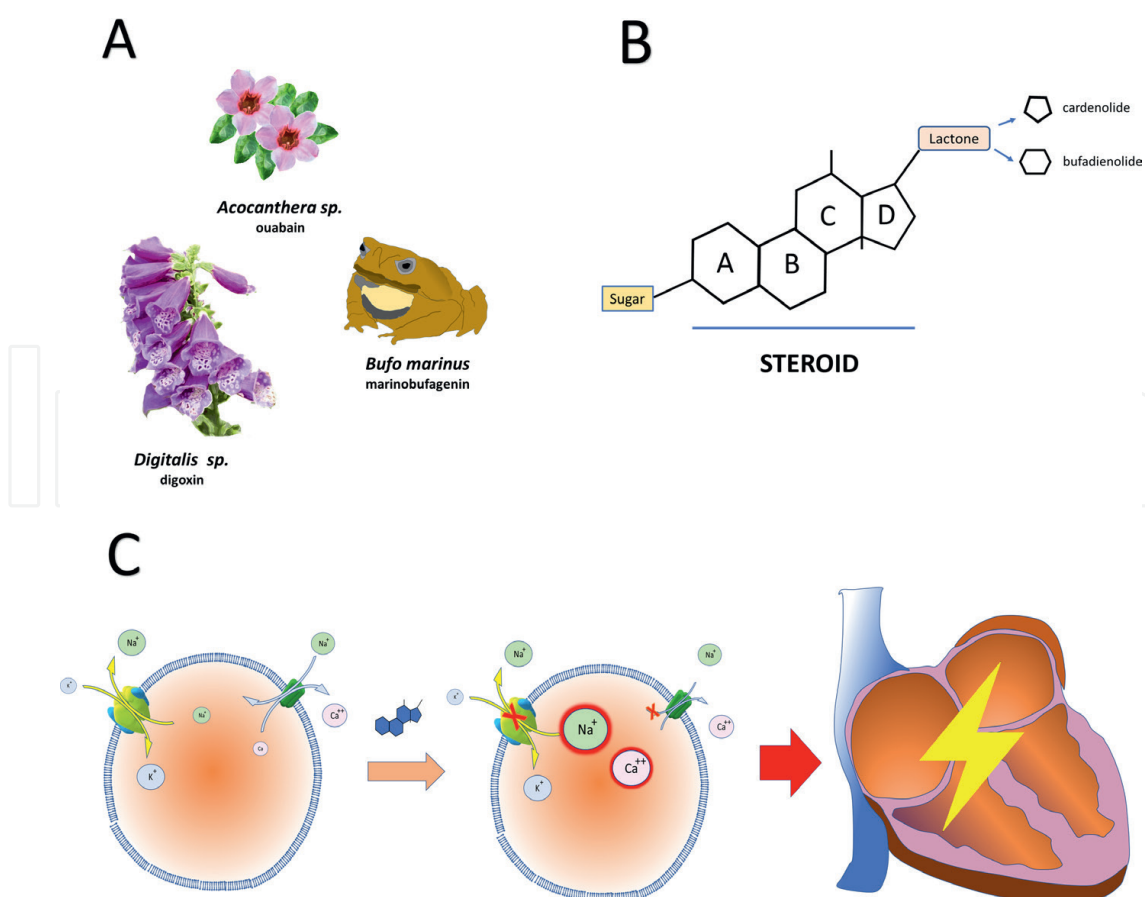 A
Acocanthera sp.
ouabain
Digitalis sp.
digoxin
Bufo marinus
marinobufagenin
B
Lactone
cardenolide
bufadienolide
A
B
C
D
Sugar
STEROID
C
Na+
K+
Na+
K+
Na+
Ca++
Ca
Na+
K+
Na+
Ca++
K+
Na+
Ca++